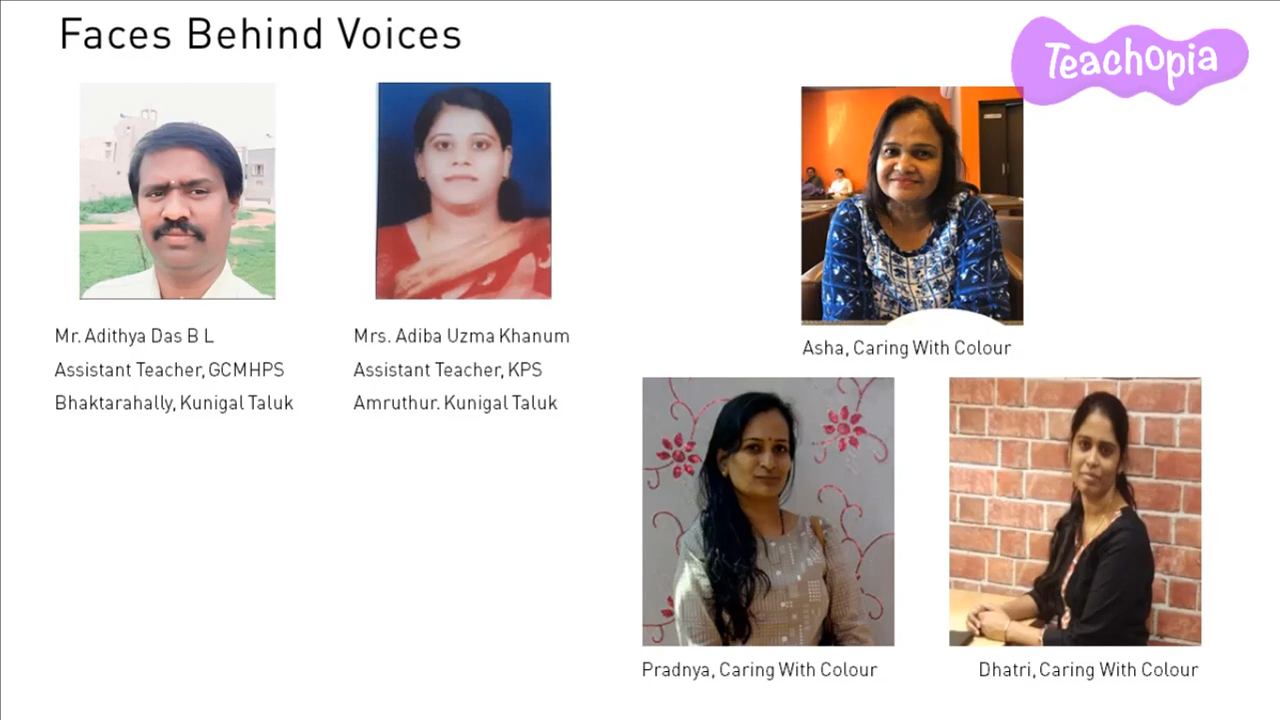 Faces Behind Voices
Teachopia
Mr. Adithya Das B L
Assistant Teacher, GCMHPS
Bhaktarahally, Kunigal Taluk
Mrs. Adiba Uzma Khanum
Assistant Teacher, KPS
Amruthur. Kunigal Taluk
Asha, Caring With Colour
Pradnya, Caring With Colour
Dhatri, Caring With Colour